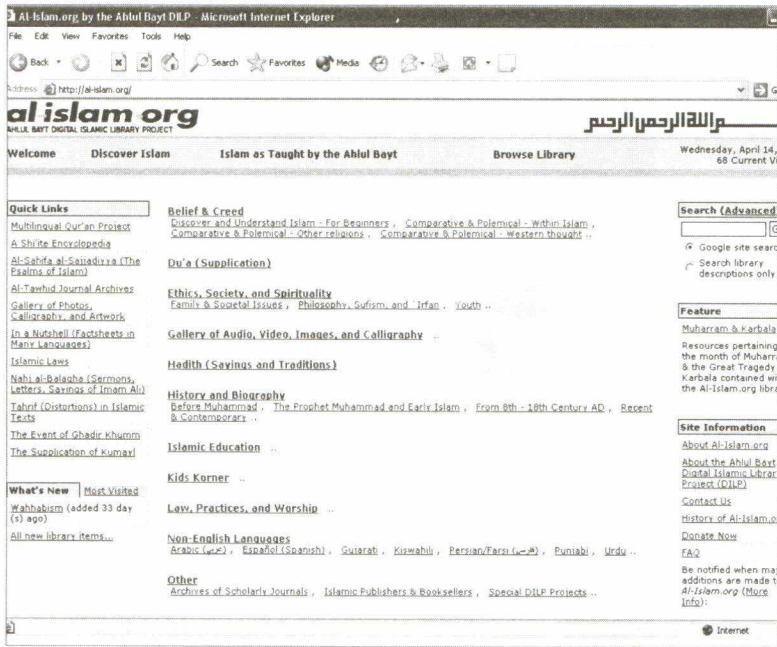 Al-Islam.org by the Ahlul Bayt DILP - Microsoft Internet Explorer
File Edit View Favorites Tools Help
Back Search Favorites Media
Address http://al-islam.org/
al islam org
AHLUL BAYT DIGITAL ISLAMIC LIBRARY PROJECT
Welcome Discover Islam Islam as Taught by the Ahlul Bayt Browse Library
Wednesday, April 14,
68 Current Vi
Quick Links
Multilingual Qur'an Project
A Shi'ite Encyclopedia
Al-Sahifa al-Sajjadiyya (The
Psalms of Islam)
Al-Tawhid Journal Archives
Gallery of Photos,
Calligraphy, and Artwork
In a Nutshell (Factsheets in
Many Languages)
Islamic Laws
Nahj al-Balagha (Sermons,
Letters, Sayings of Imam Ali)
Tahrif (Distortions) in Islamic
Texts
The Event of Ghadir Khumm
The Supplication of Kumayl
What's New Most Visited
Wahhabism (added 33 day
(s) ago)
All new library items...
Belief & Creed
Discover and Understand Islam - For Beginners , Comparative & Polemical - Within Islam ,
Comparative & Polemical - Other religions , Comparative & Polemical - Western thought ..
Du'a (Supplication)
Ethics, Society, and Spirituality
Family & Societal Issues , Philosophy, Sufism, and `Irfan , Youth ..
Gallery of Audio, Video, Images, and Calligraphy ..
Hadith (Sayings and Traditions)
History and Biography
Before Muhammad , The Prophet Muhammad and Early Islam , From 8th - 18th Century AD , Recent
& Contemporary ..
Islamic Education ..
Kids Korner ..
Law, Practices, and Worship ..
Non-English Languages
Arabic (عربي) , Español (Spanish) , Gujarati , Kiswahili , Persian/Farsi (فارسي) , Punjabi , Urdu ..
Other
Archives of Scholarly Journals , Islamic Publishers & Booksellers , Special DILP Projects ..
Search (Advanced
Google site searc
Search library
descriptions only
Feature
Muharram & Karbala
Resources pertaining
the month of Muharr
& the Great Tragedy
Karbala contained wi
the Al-Islam.org libra
Site Information
About Al-Islam.org
About the Ahlul Bayt
Digital Islamic Librar
Project (DILP)
Contact Us
History of Al-Islam.o
Donate Now
FAQ
Be notified when maj
additions are made t
Al-Islam.org (More
Info):
Internet